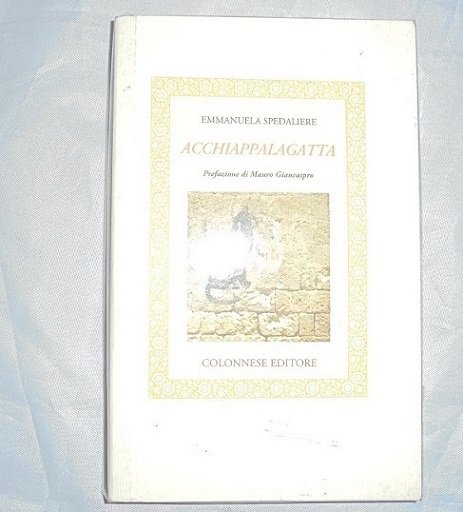 EMMANUELA SPEDALIERE
ACCHIAPPALAGATTA
Prefazione di Mauro Giancaspro
COLONNESE EDITORE